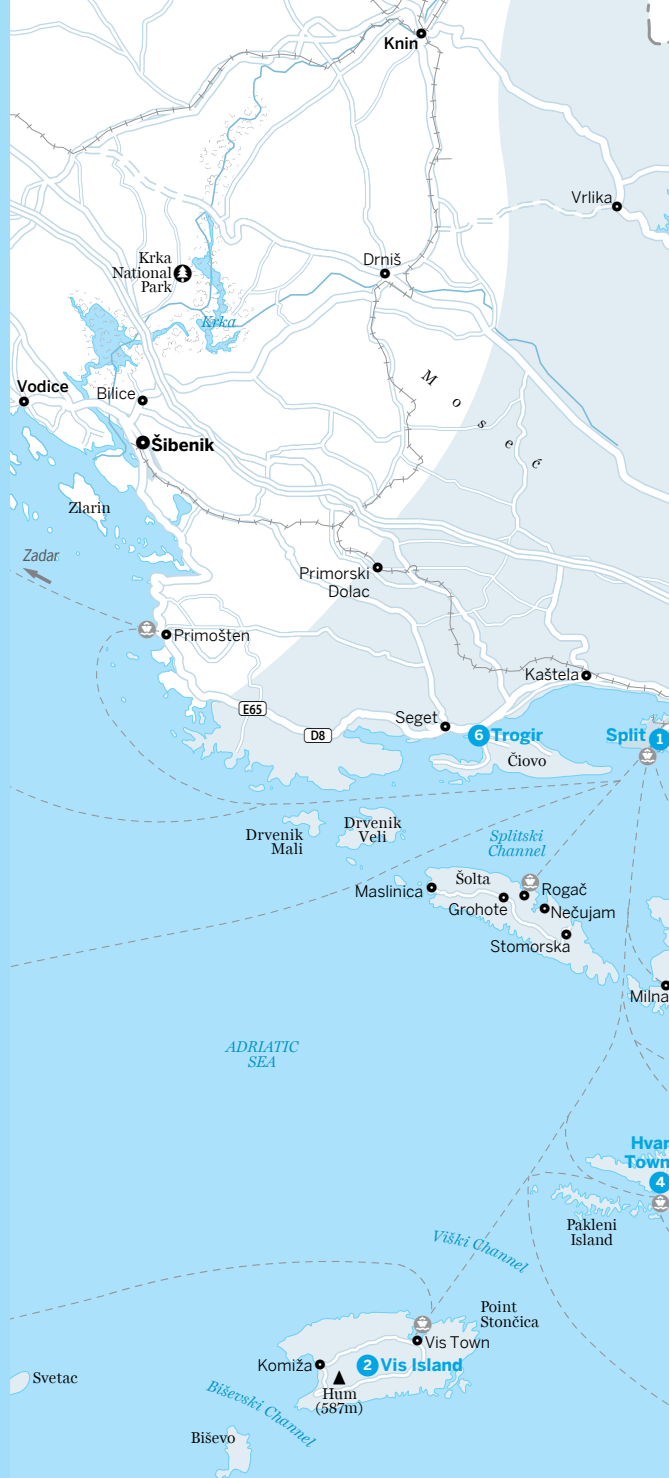 Knin
Vrlika
Krka
National
Park
Drniš
Krka
Moseć
Vodice
Bilice
Šibenik
Zlarin
Zadar
Primorski
Dolac
Primošten
Kaštela
E65
D8
Seget
6 Trogir
Split 1
Čiovo
Drvenik
Mali
Drvenik
Veli
Splitski
Channel
Šolta
Maslinica
Rogač
Grohote
Nečujam
Stomorska
Milna
ADRIATIC
SEA
Hvar
Town
4
Pakleni
Island
Viški Channel
Point
Stončica
Vis Town
Komiža
2 Vis Island
Hum
(587m)
Svetac
Biševski Channel
Biševo